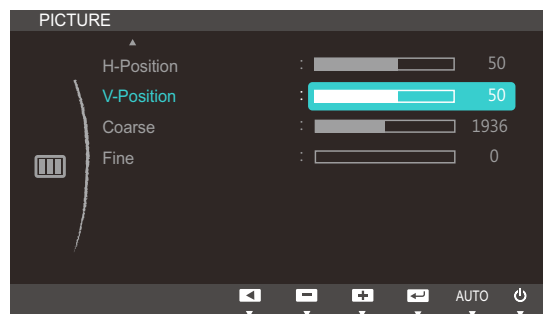 PICTURE
H-Position : 50
V-Position : 50
Coarse : 1936
Fine : 0
AUTO